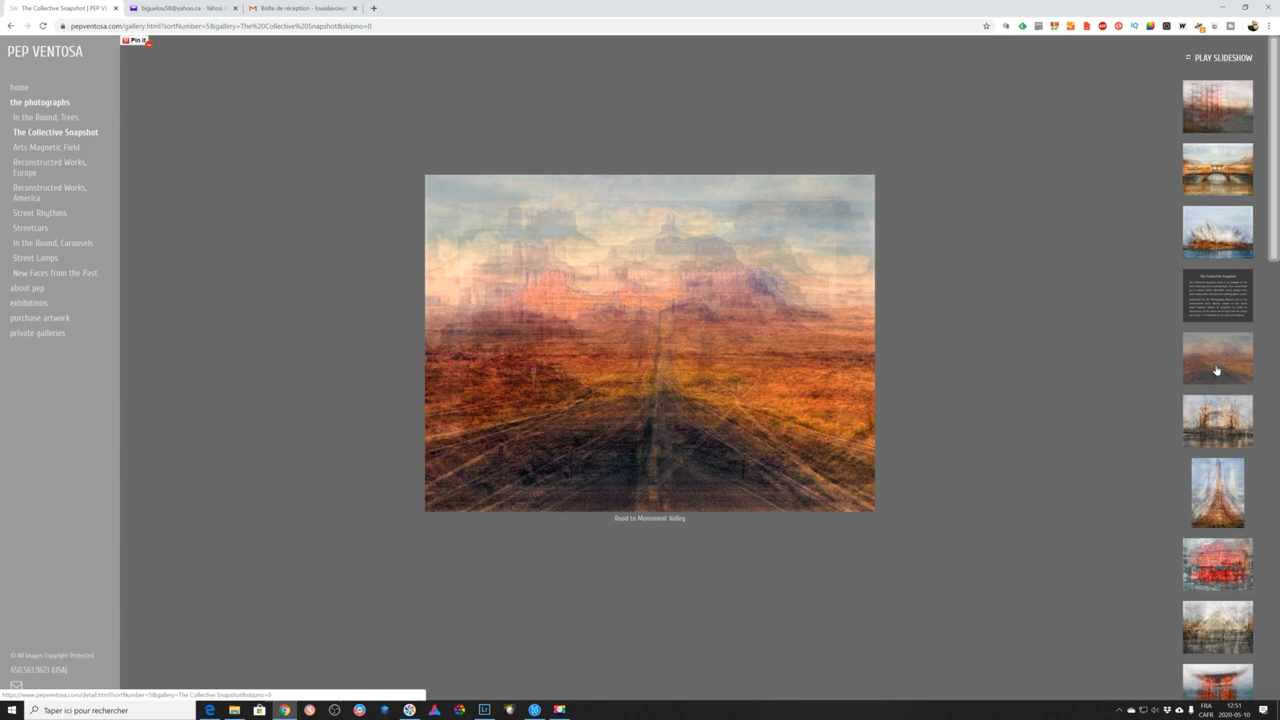 The Collective Snapshot | PEP VE
biguelou58@yahoo.ca - Yahoo C
Boîte de réception - louislavoiep
pepventosa.com/gallery.html?sortNumber=5&gallery=The%20Collective%20Snapshot&skipno=0
Pin it
PEP VENTOSA
home
the photographs
In the Round, Trees
The Collective Snapshot
Arts Magnetic Field
Reconstructed Works,
Europe
Reconstructed Works,
America
Street Rhythms
Streetcars
In the Round, Carousels
Street Lamps
New Faces from the Past
about pep
exhibitions
purchase artwork
private galleries
PLAY SLIDESHOW
The Collective Snapshot
Road to Monument Valley
© All Images Copyright Protected
650.563.9623 (USA)
https://www.pepventosa.com/detail.html?sortNumber=5&gallery=The Collective Snapshot&skipno=0
Taper ici pour rechercher
FRA
CAFR
12:51
2020-05-10